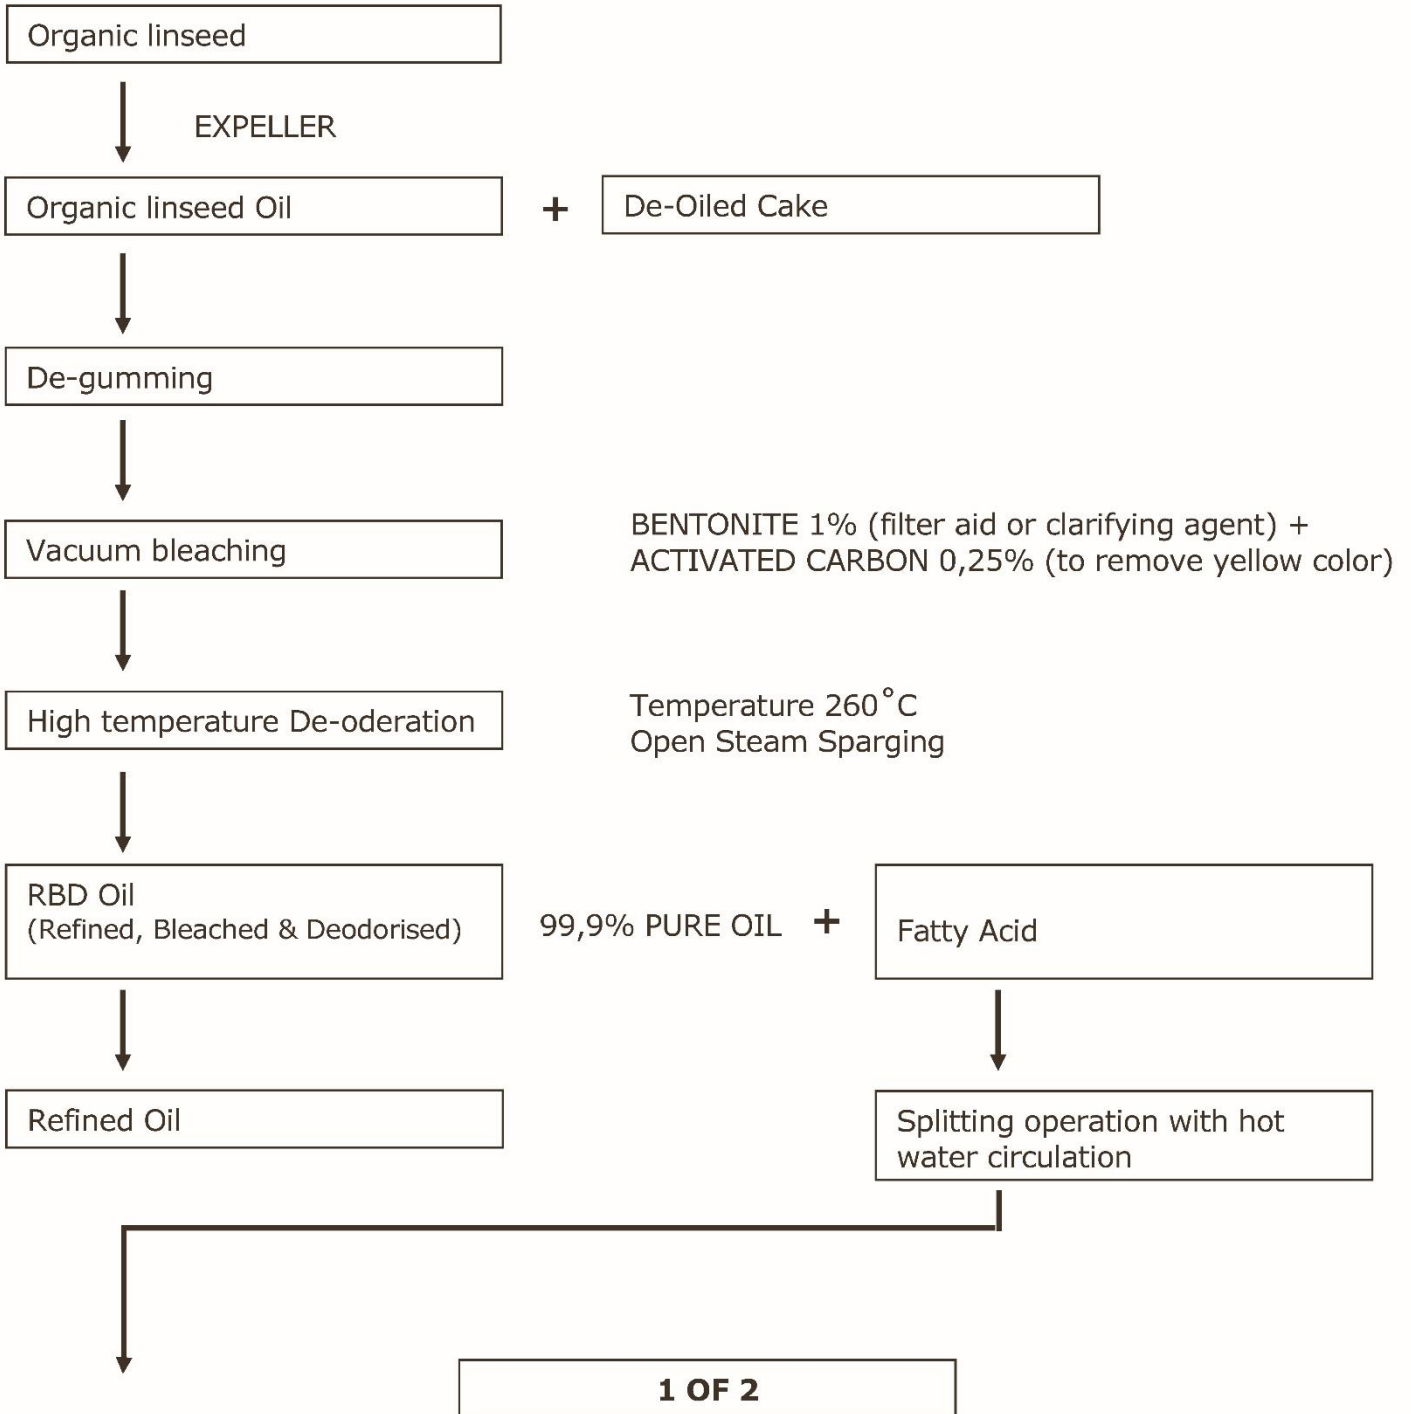 Organic linseed
EXPELLER
Organic linseed Oil
+
De-Oiled Cake
De-gumming
Vacuum bleaching
BENTONITE 1% (filter aid or clarifying agent) +
ACTIVATED CARBON 0,25% (to remove yellow color)
High temperature De-oderation
Temperature 260°C
Open Steam Sparging
RBD Oil
(Refined, Bleached & Deodorised)
99,9% PURE OIL
+
Fatty Acid
Refined Oil
Splitting operation with hot
water circulation
1 OF 2